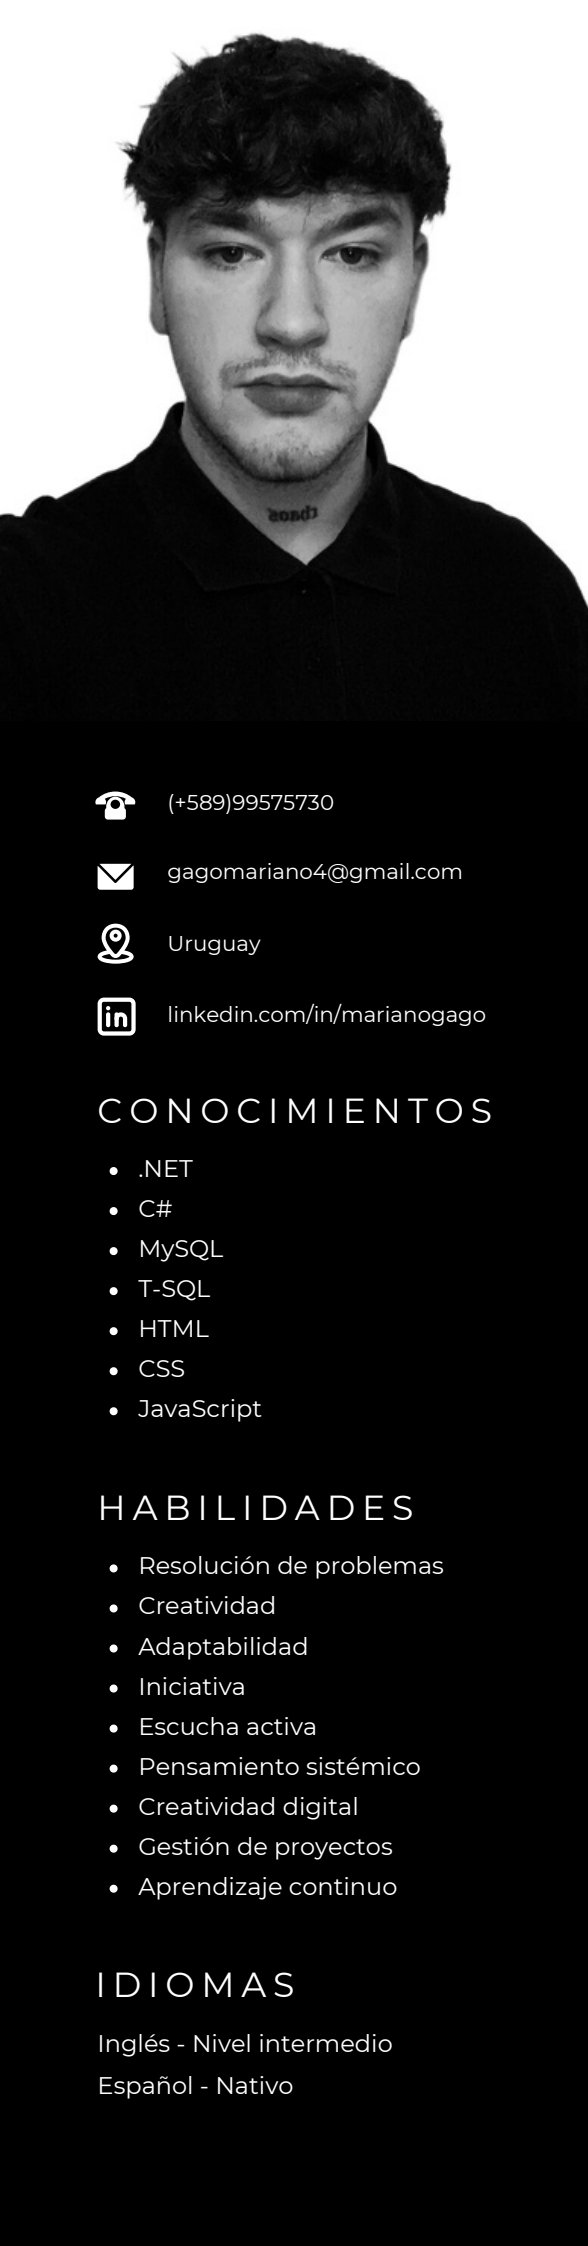 (+589)99575730
gagomariano4@gmail.com
Uruguay
linkedin.com/in/marianogago
CONOCIMIENTOS
.NET
C#
MySQL
T-SQL
HTML
CSS
JavaScript
HABILIDADES
Resolución de problemas
Creatividad
Adaptabilidad
Iniciativa
Escucha activa
Pensamiento sistémico
Creatividad digital
Gestión de proyectos
Aprendizaje continuo
IDIOMAS
Inglés - Nivel intermedio
Español - Nativo